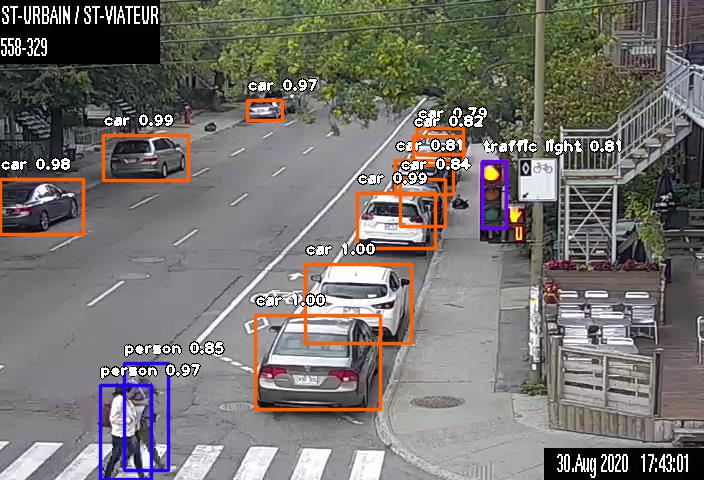 ST-URBAIN / ST-VIATEUR
558-329
car 0.97
car 0.99
car 0.79
car 0.82
car 0.81
traffic light 0.81
car 0.98
car 0.84
car 0.99
car 1.00
car 1.00
person 0.85
person 0.97
30.Aug 2020 17:43:01